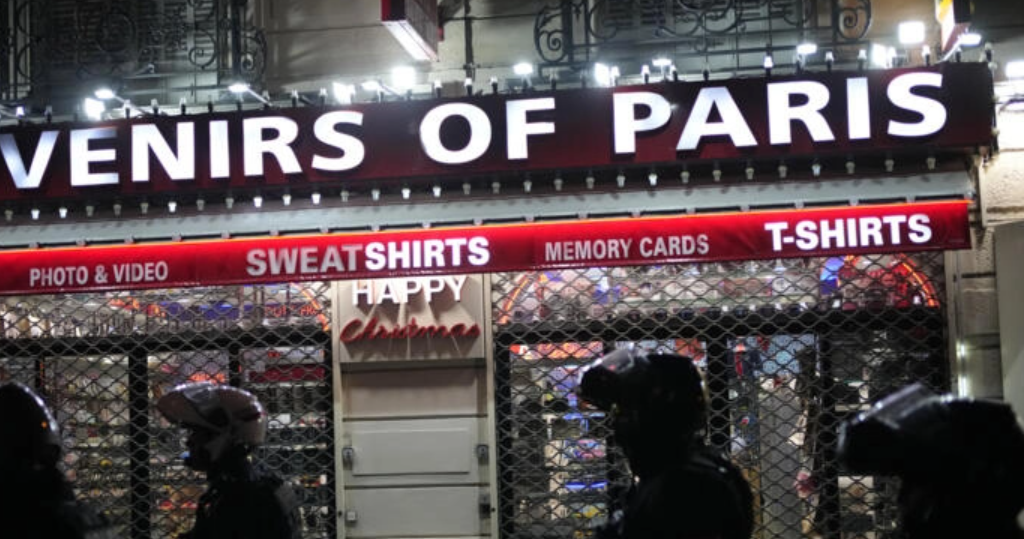 VENIRS OF PARIS
PHOTO & VIDEO SWEATSHIRTS MEMORY CARDS T-SHIRTS
HAPPY
Christmas